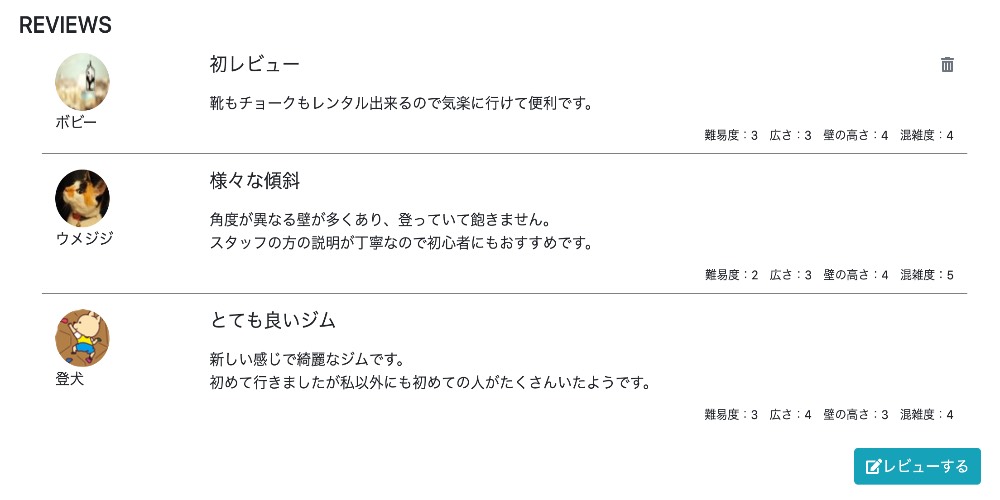 REVIEWS
初レビュー
靴もチョークもレンタル出来るので気楽に行けて便利です。
ボビー
難易度：3 広さ：3 壁の高さ：4 混雑度：4
様々な傾斜
角度が異なる壁が多くあり、登っていて飽きません。
ウメジジ
スタッフの方の説明が丁寧なので初心者にもおすすめです。
難易度：2 広さ：3 壁の高さ：4 混雑度：5
とても良いジム
新しい感じで綺麗なジムです。
登犬
初めて行きましたが私以外にも初めての人がたくさんいたようです。
難易度：3 広さ：4 壁の高さ：3 混雑度：4
レビューする